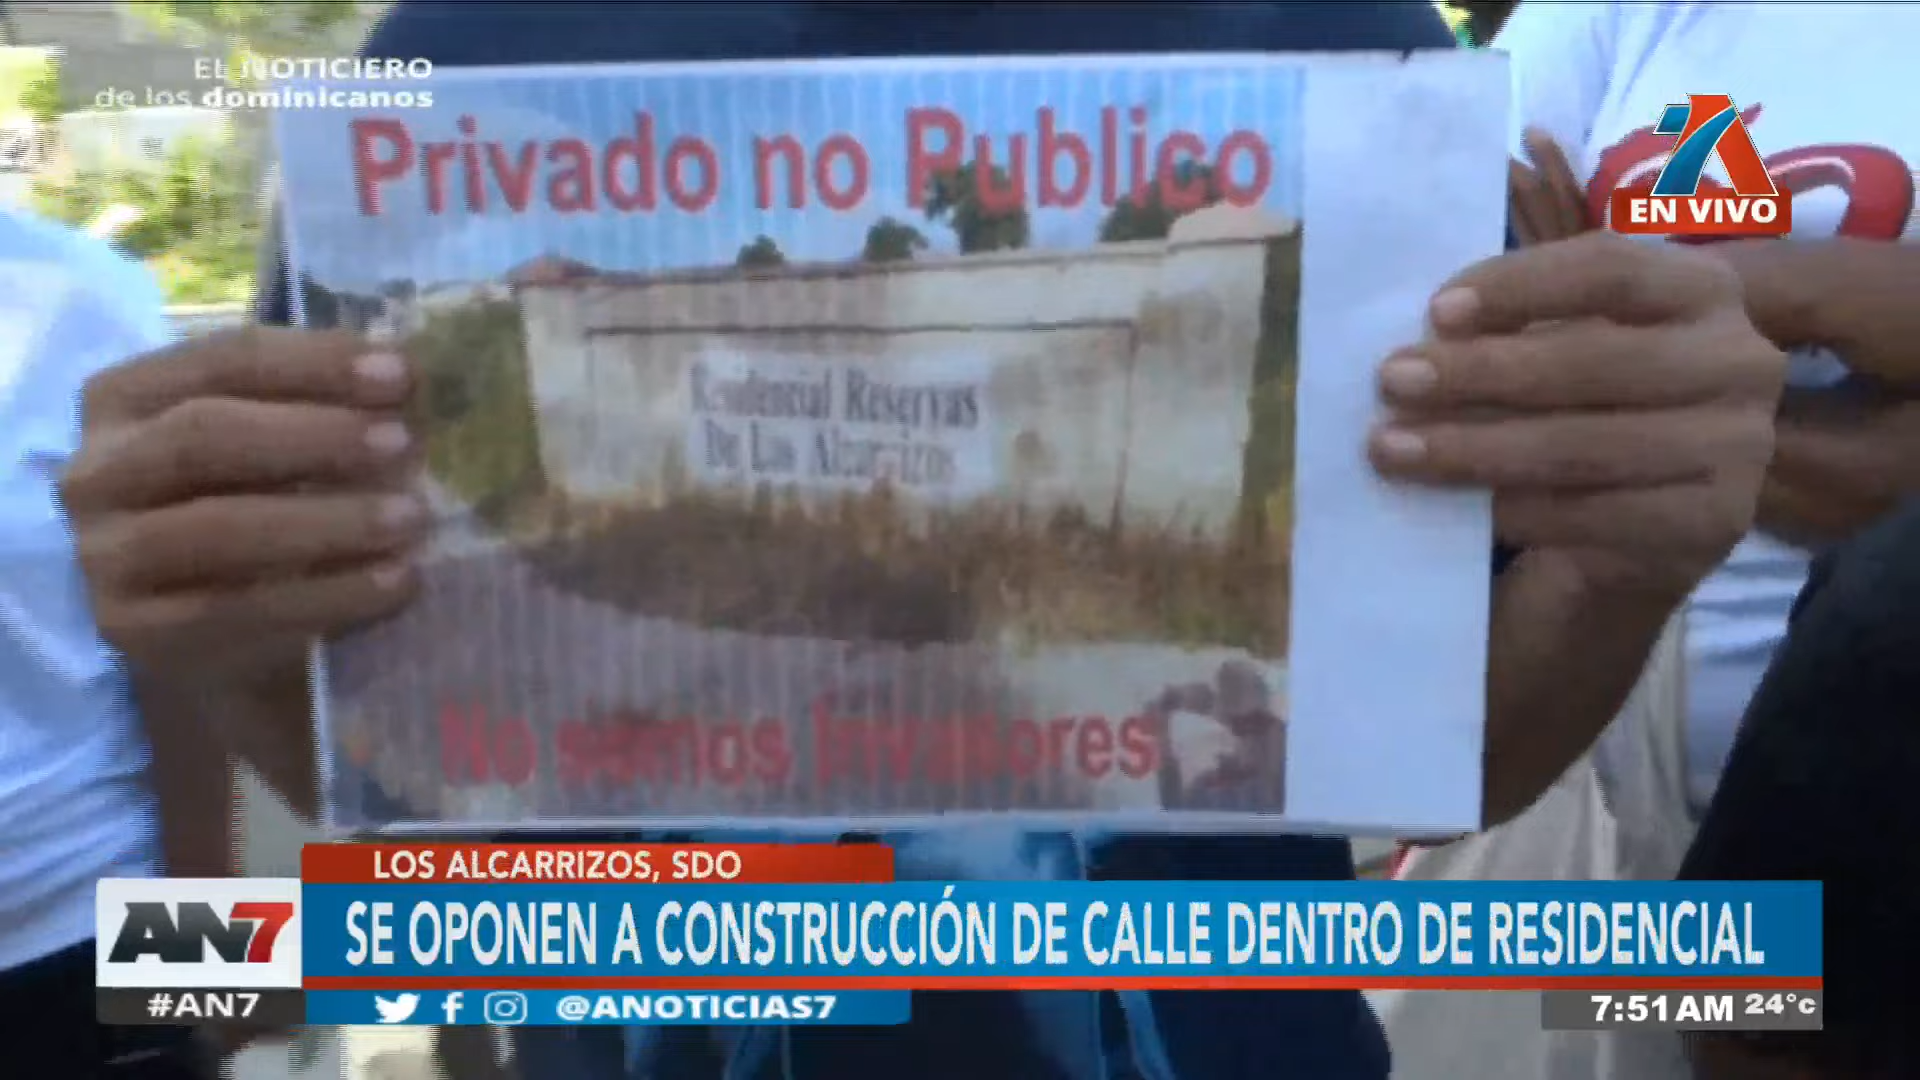 EL NOTICIERO
de los dominicanos
Privado no Publico
EN VIVO
Residencial Reservas
De Los Alcarrizos
No somos Invasores
LOS ALCARRIZOS, SDO
AN7
SE OPONEN A CONSTRUCCIÓN DE CALLE DENTRO DE RESIDENCIAL
#AN7
@ANOTICIAS7
7:51 AM 24°c